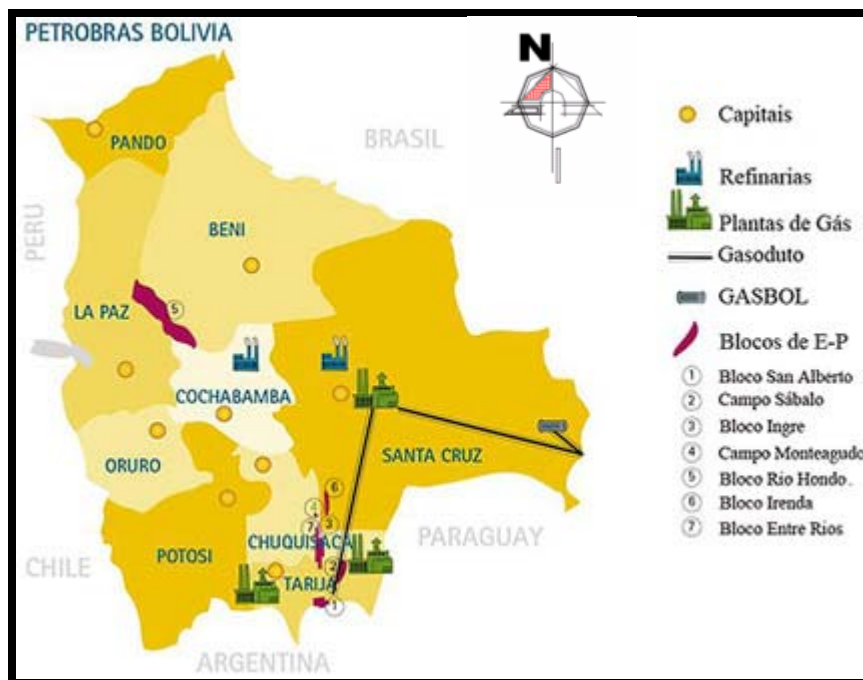 PETROBRAS BOLIVIA
N
PANDO
BRASIL
PERU
BENI
LA PAZ
5
COCHABAMBA
ORURO
SANTA CRUZ
6
4
7
3
CHUQUISACA
PARAGUAY
CHILE
POTOSI
2
TARIJA
1
ARGENTINA
Capitais
Refinarias
Plantas de Gás
Gasoduto
GASBOL
Blocos de E-P
1 Bloco San Alberto
2 Campo Sábalo
3 Bloco Ingre
4 Campo Monteagudo
5 Bloco Rio Hondo.
6 Bloco Irenda
7 Bloco Entre Rios